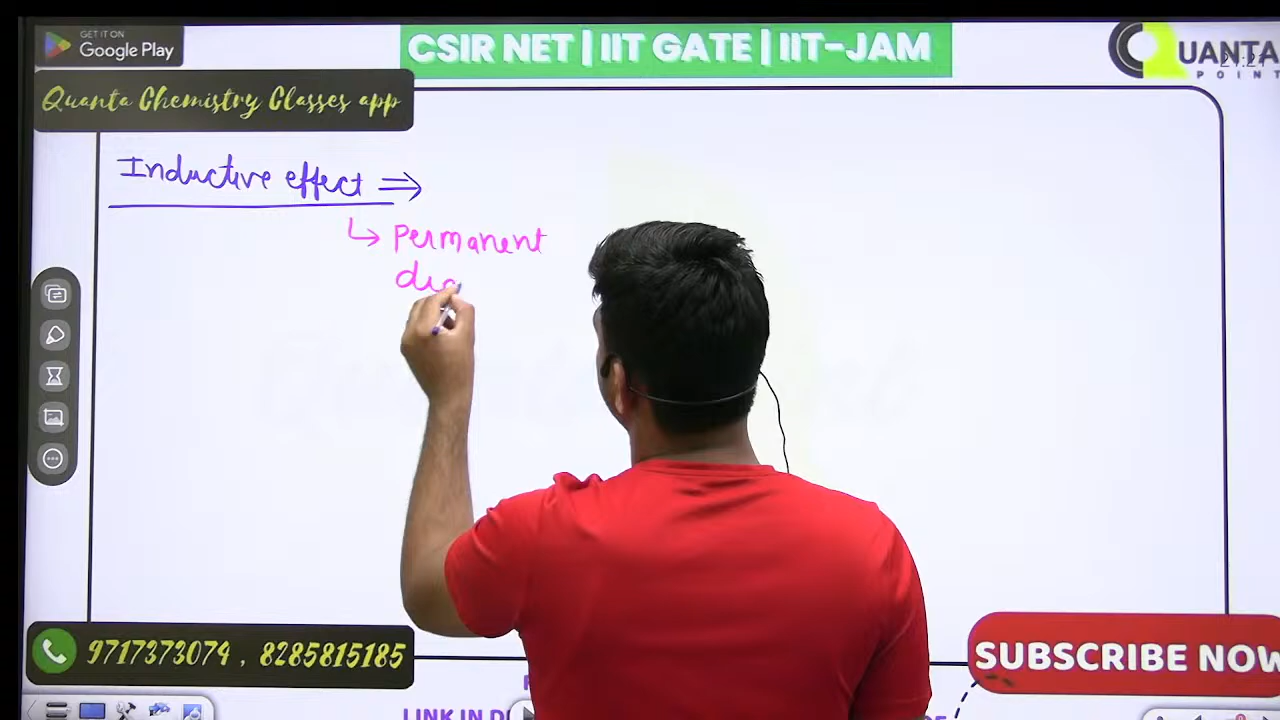 GET IT ON
Google Play
CSIR NET | IIT GATE | IIT-JAM
QUANTA
POINT
Quanta Chemistry Classes app
Inductive effect ⇒
↳ Permanent
9717373074 , 8285815185
SUBSCRIBE NOW
LINK IN